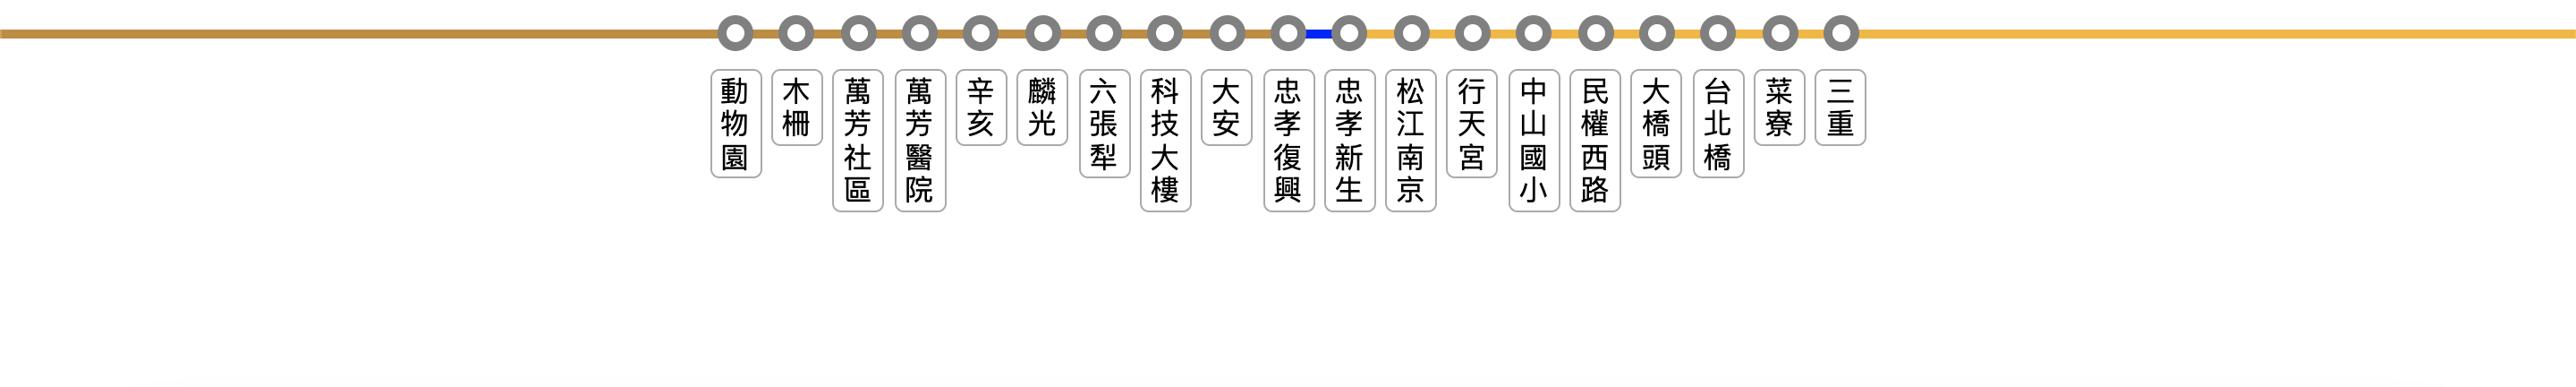 動物園
木柵
萬芳社區
萬芳醫院
辛亥
麟光
六張犁
科技大樓
大安
忠孝復興
忠孝新生
松江南京
行天宮
中山國小
民權西路
大橋頭
台北橋
菜寮
三重